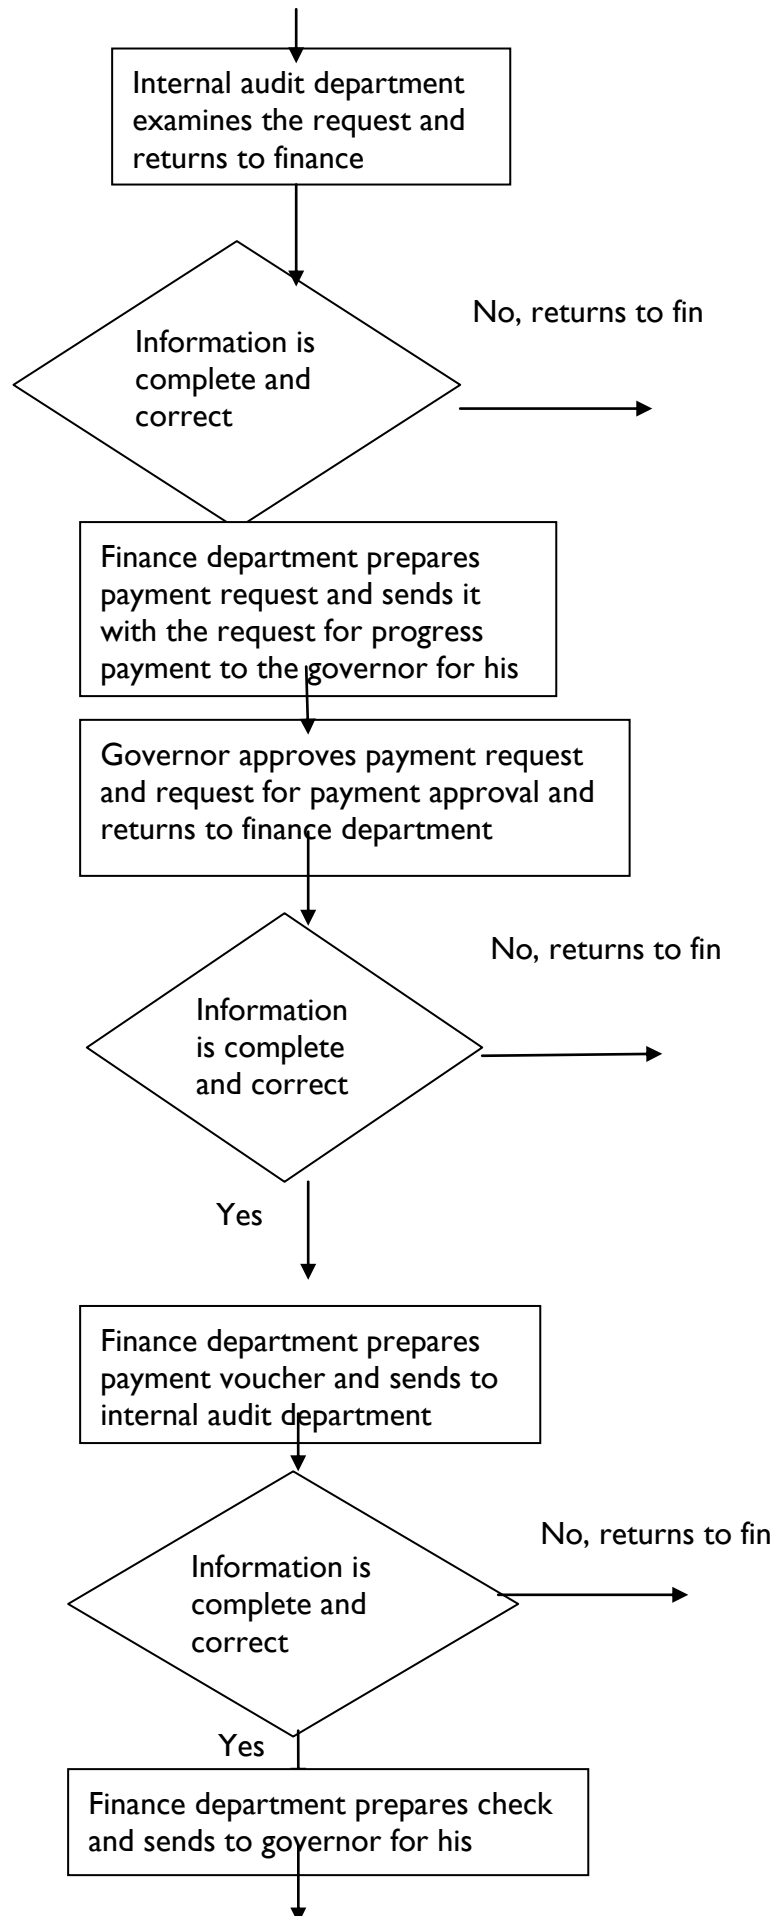 Internal audit department
examines the request and
returns to finance
No, returns to fin
Information is
complete and
correct
Finance department prepares
payment request and sends it
with the request for progress
payment to the governor for his
Governor approves payment request
and request for payment approval and
returns to finance department
No, returns to fin
Information
is complete
and correct
Yes
Finance department prepares
payment voucher and sends to
internal audit department
No, returns to fin
Information is
complete and
correct
Yes
Finance department prepares check
and sends to governor for his